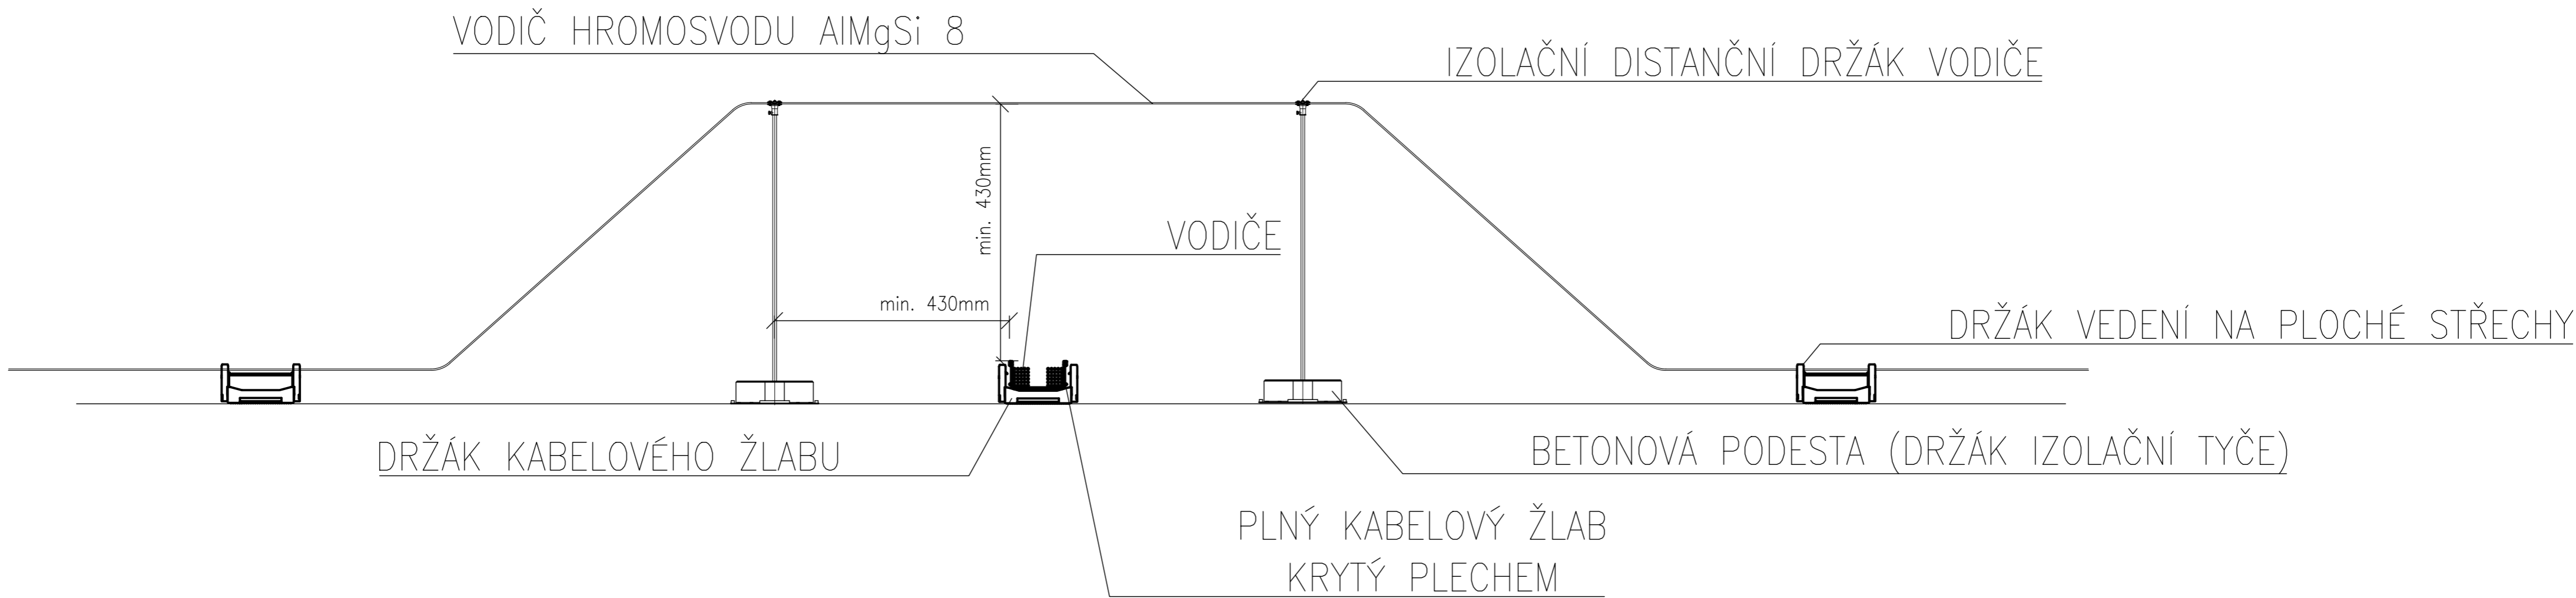 VODIČ HROMOSVODU AlMgSi 8
IZOLAČNÍ DISTANČNÍ DRŽÁK VODIČE
min. 430mm
VODIČE
min. 430mm
DRŽÁK VEDENÍ NA PLOCHÉ STŘECHY
DRŽÁK KABELOVÉHO ŽLABU
BETONOVÁ PODESTA (DRŽÁK IZOLAČNÍ TYČE)
PLNÝ KABELOVÝ ŽLAB
KRYTÝ PLECHEM